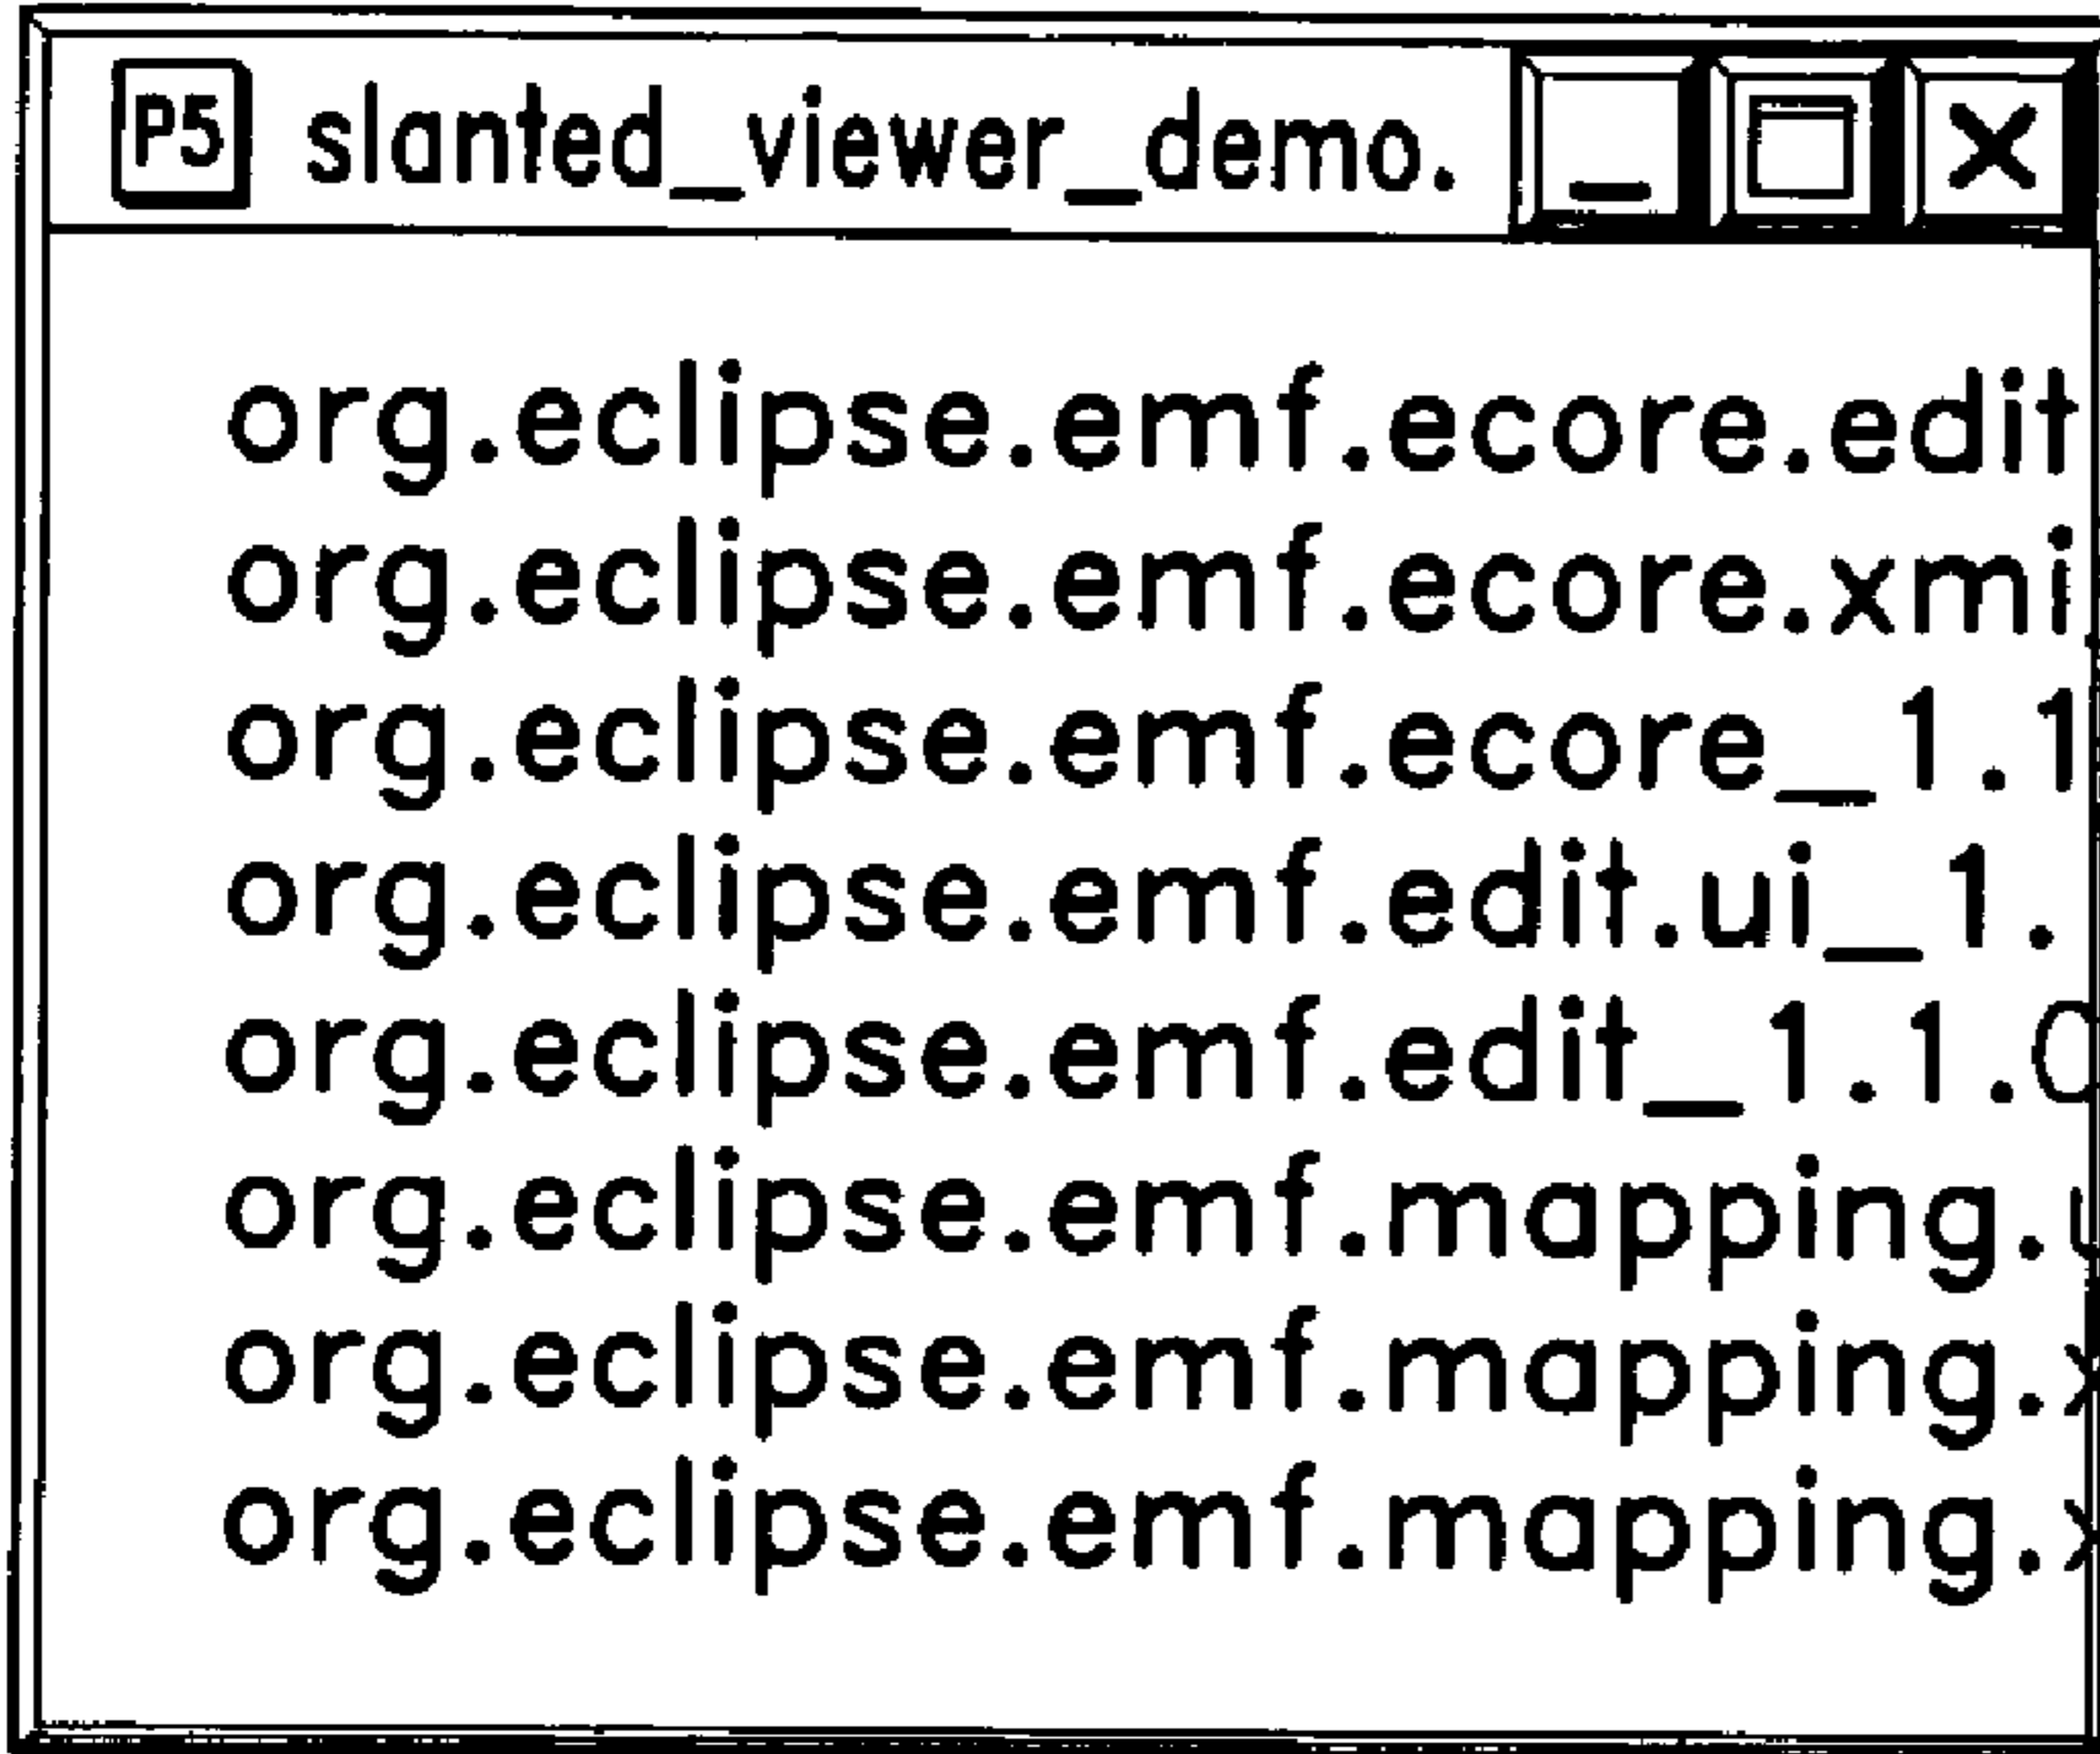 P5 slanted_viewer_demo.
org.eclipse.emf.ecore.edit
org.eclipse.emf.ecore.xmi
org.eclipse.emf.ecore_1.1
org.eclipse.emf.edit.ui_1.
org.eclipse.emf.edit_1.1.0
org.eclipse.emf.mapping.u
org.eclipse.emf.mapping.x
org.eclipse.emf.mapping.x